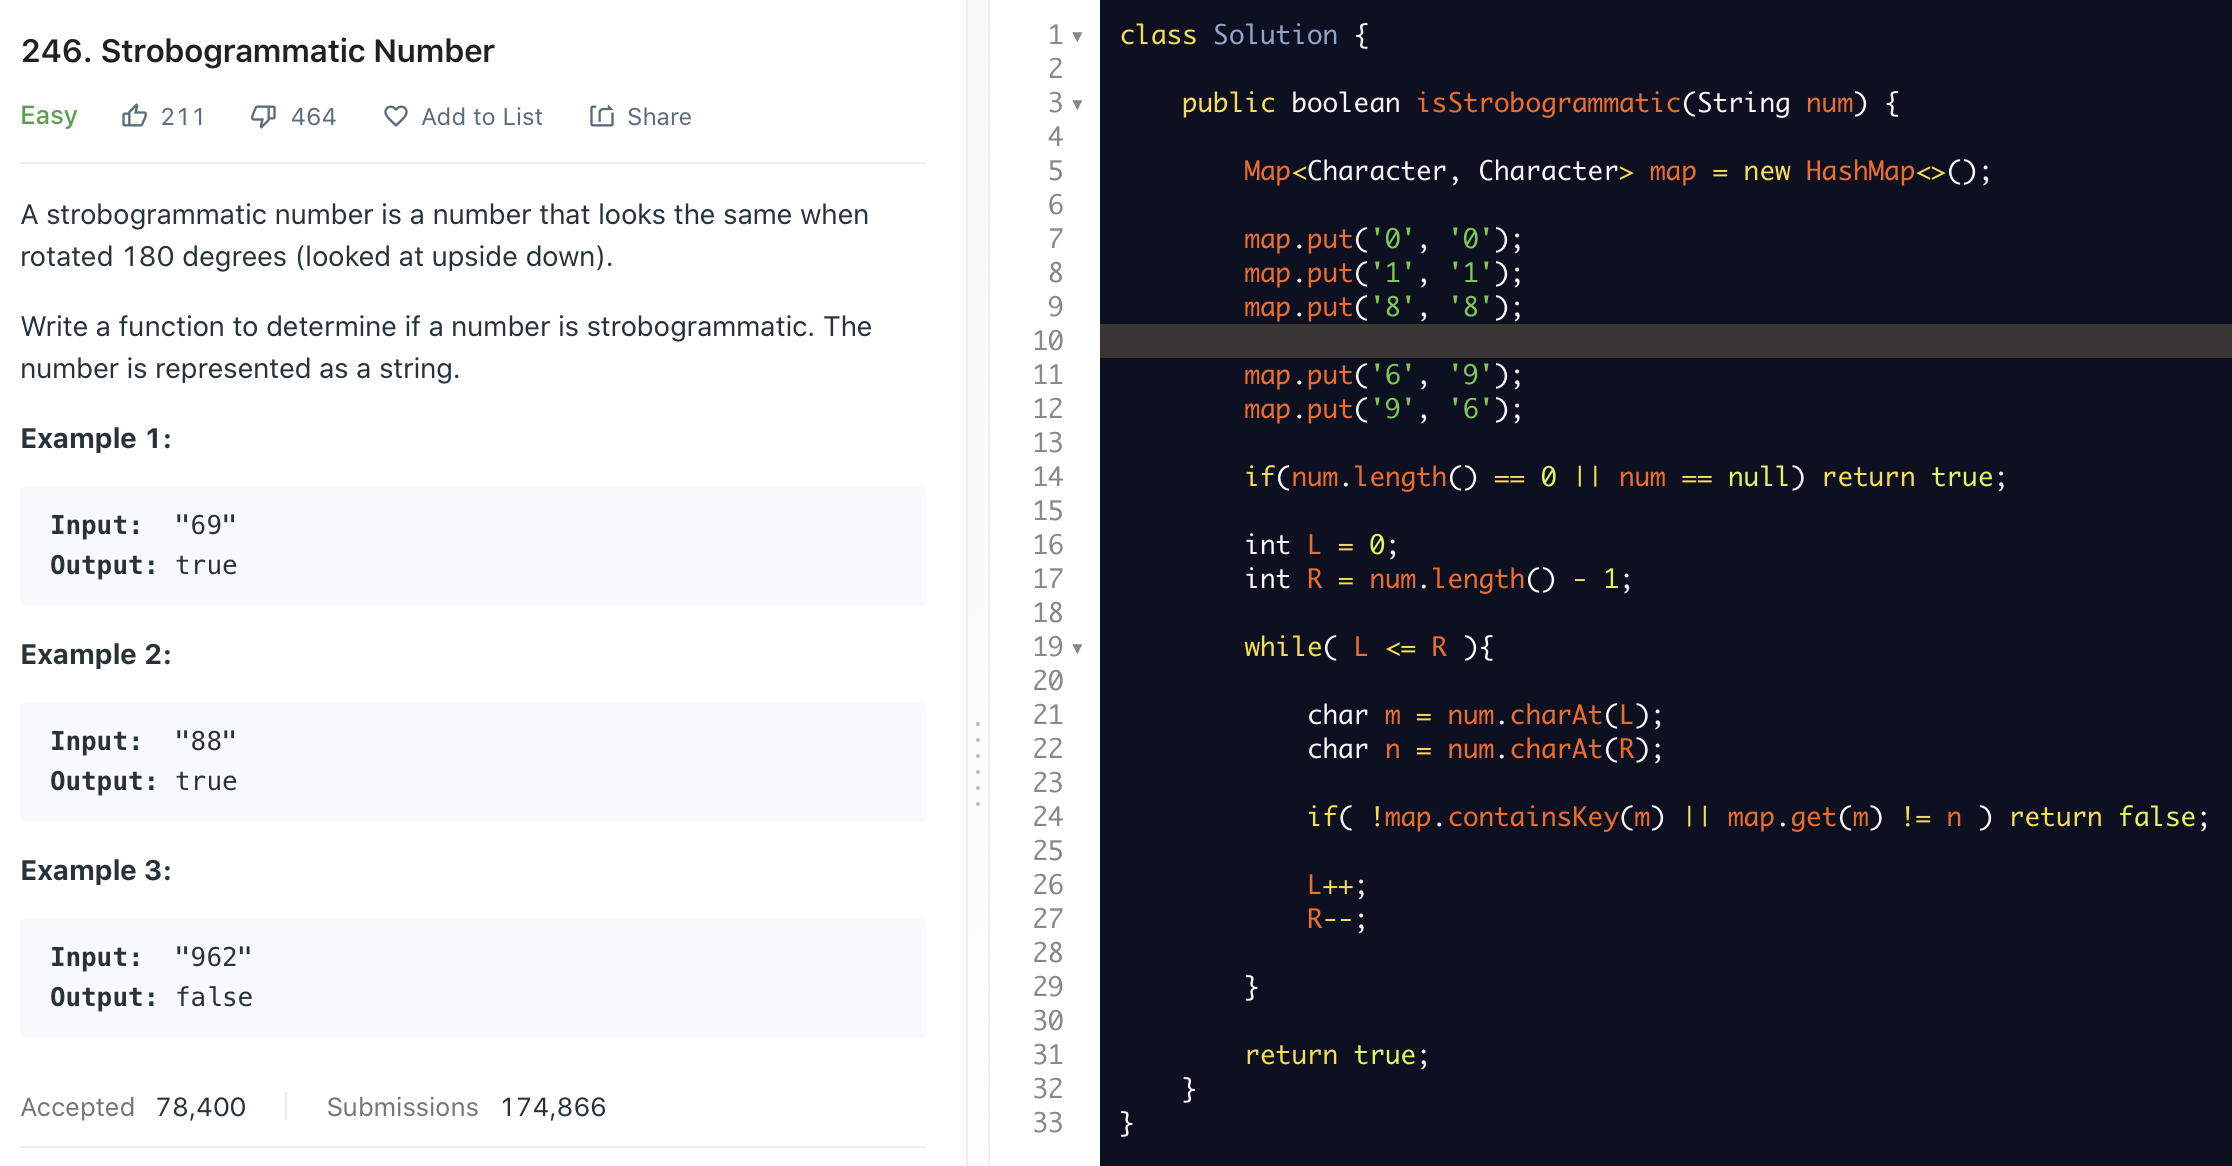 246. Strobogrammatic Number
Easy 211 464 Add to List Share
A strobogrammatic number is a number that looks the same when
rotated 180 degrees (looked at upside down).
Write a function to determine if a number is strobogrammatic. The
number is represented as a string.
Example 1:
Input: "69"
Output: true
Example 2:
Input: "88"
Output: true
Example 3:
Input: "962"
Output: false
Accepted 78,400 Submissions 174,866
1 class Solution {
2
3 public boolean isStrobogrammatic(String num) {
4
5 Map<Character, Character> map = new HashMap<>();
6
7 map.put('0', '0');
8 map.put('1', '1');
9 map.put('8', '8');
10
11 map.put('6', '9');
12 map.put('9', '6');
13
14 if(num.length() == 0 || num == null) return true;
15
16 int L = 0;
17 int R = num.length() - 1;
18
19 while( L <= R ){
20
21 char m = num.charAt(L);
22 char n = num.charAt(R);
23
24 if( !map.containsKey(m) || map.get(m) != n ) return false;
25
26 L++;
27 R--;
28
29 }
30
31 return true;
32 }
33 }